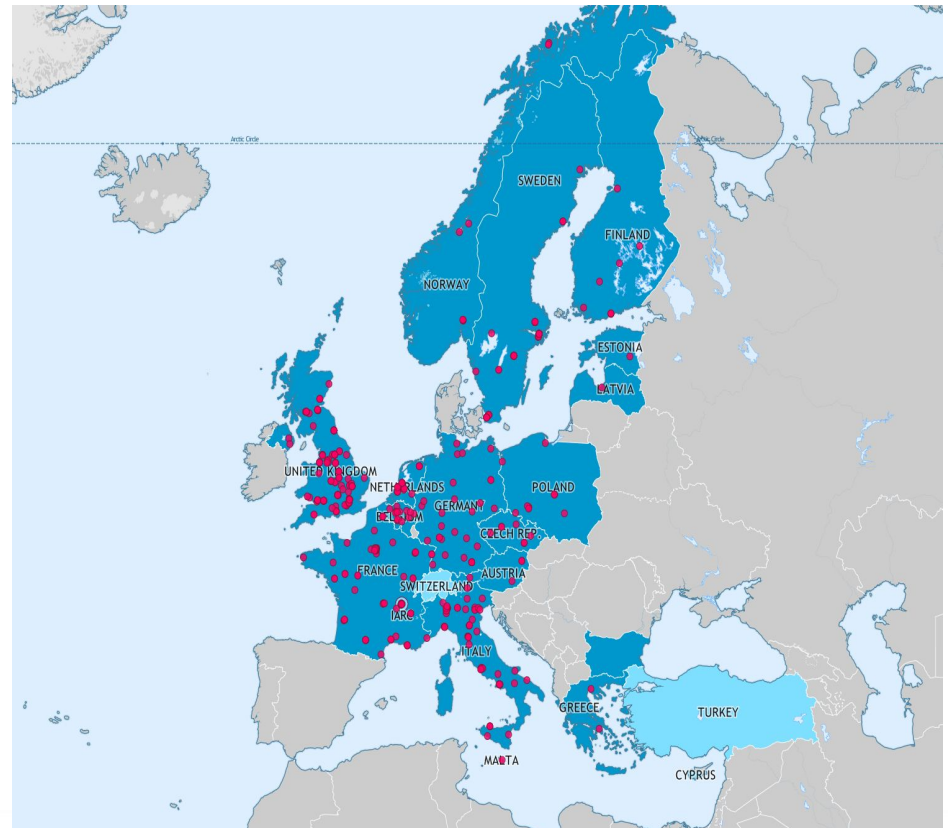 Arctic Circle
Arctic Circle
SWEDEN
FINLAND
NORWAY
ESTONIA
LATVIA
UNITED KINGDOM
NETHERLANDS
POLAND
GERMANY
BELGIUM
CZECH REP.
FRANCE
AUSTRIA
SWITZERLAND
IARC
ITALY
GREECE
TURKEY
MALTA
CYPRUS